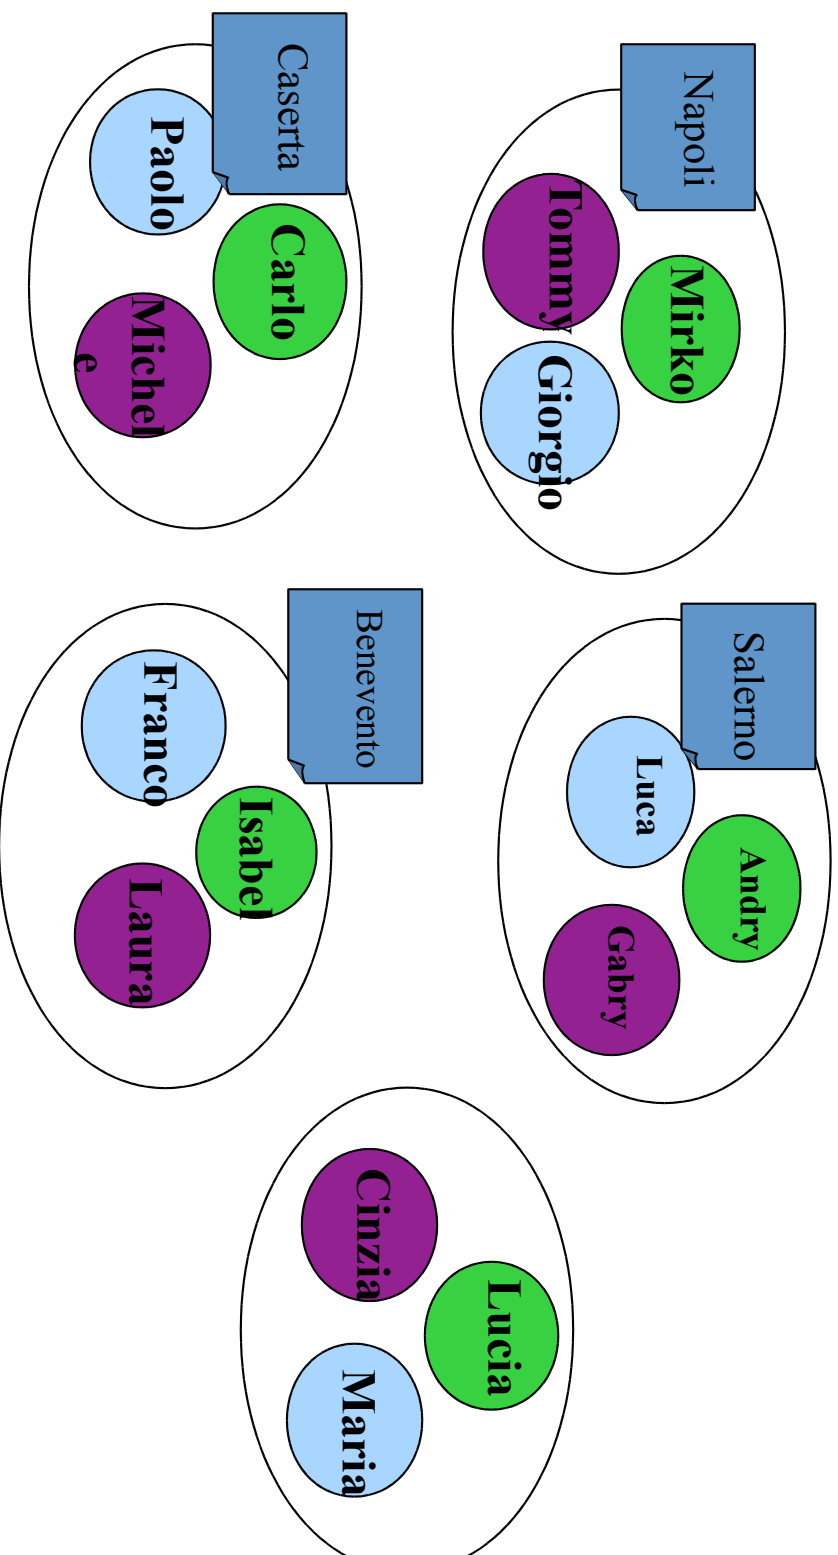 Napoli
Mirko
Tommy
Giorgio
Salerno
Andry
Luca
Gabry
Caserta
Carlo
Paolo
Michel
e
Benevento
Isabel
Franco
Laura
Lucia
Cinzia
Maria